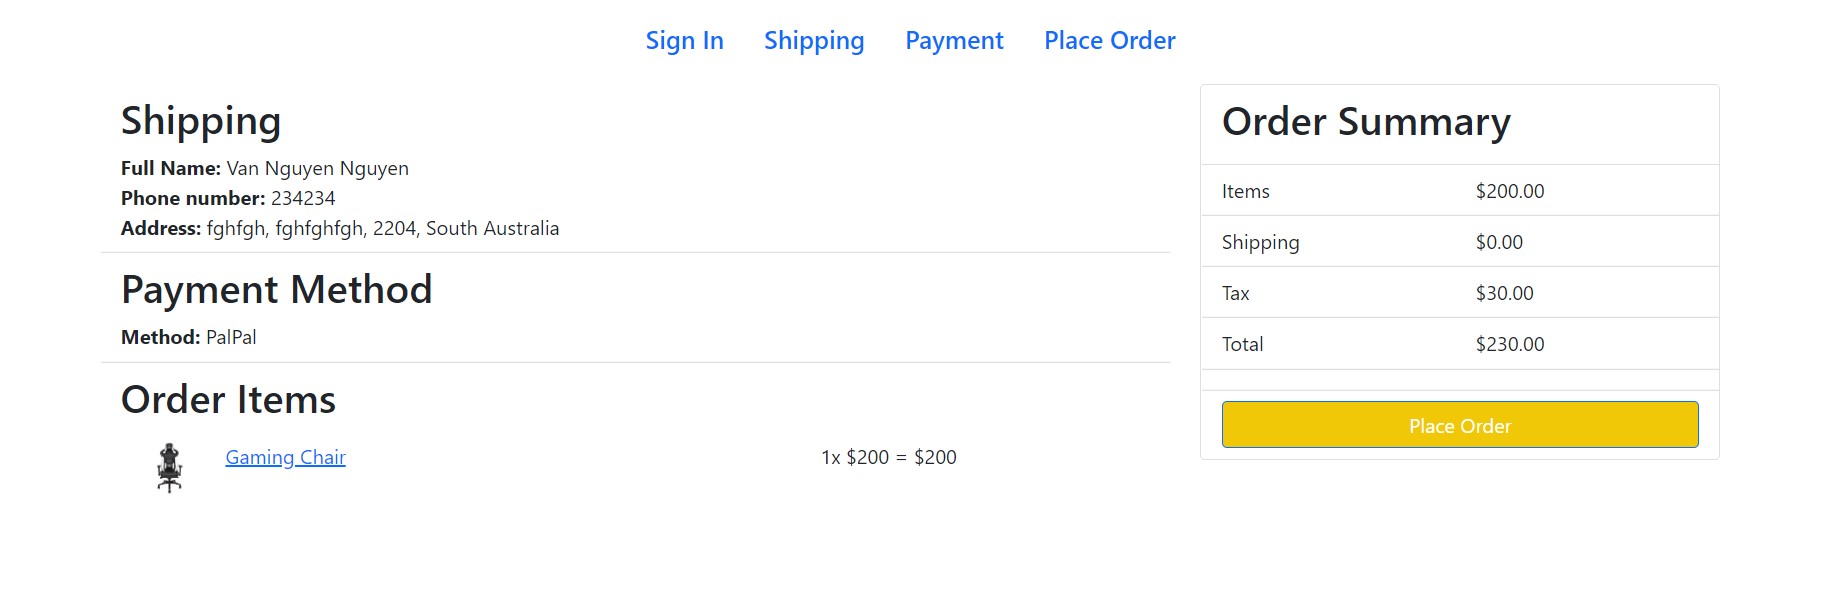 Sign In Shipping Payment Place Order
Shipping
Full Name: Van Nguyen Nguyen
Phone number: 234234
Address: fghfgh, fghfghfgh, 2204, South Australia
Payment Method
Method: PalPal
Order Items
Gaming Chair 1x $200 = $200
Order Summary
Items $200.00
Shipping $0.00
Tax $30.00
Total $230.00
Place Order